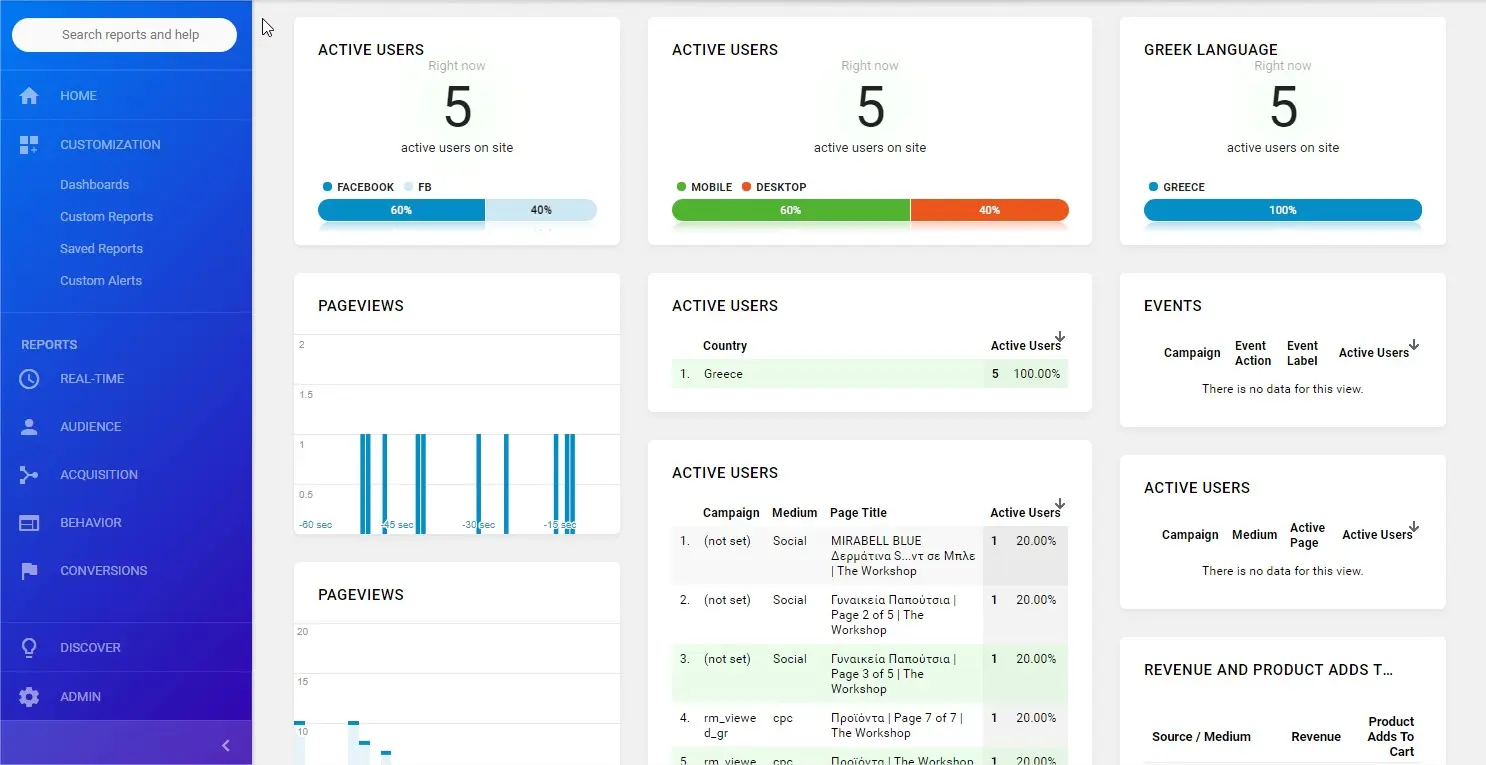 Search reports and help
HOME
CUSTOMIZATION
Dashboards
Custom Reports
Saved Reports
Custom Alerts
REPORTS
REAL-TIME
AUDIENCE
ACQUISITION
BEHAVIOR
CONVERSIONS
DISCOVER
ADMIN
ACTIVE USERS
Right now
5
active users on site
FACEBOOK FB
60% 40%
PAGEVIEWS
2
1.5
1
0.5
-60 sec -45 sec -30 sec -15 sec
PAGEVIEWS
20
15
10
ACTIVE USERS
Right now
5
active users on site
MOBILE DESKTOP
60% 40%
ACTIVE USERS
Country Active Users
1. Greece 5 100.00%
ACTIVE USERS
Campaign Medium Page Title Active Users
1. (not set) Social MIRABELL BLUE 1 20.00%
Δερμάτινα S...ντ σε Μπλε
| The Workshop
2. (not set) Social Γυναικεία Παπούτσια | 1 20.00%
Page 2 of 5 | The
Workshop
3. (not set) Social Γυναικεία Παπούτσια | 1 20.00%
Page 3 of 5 | The
Workshop
4. rm_viewe cpc Προϊόντα | Page 7 of 7 | 1 20.00%
d_gr The Workshop
5. rm_viewe cpc Προϊόντα | The Workshop 1 20.00%
GREEK LANGUAGE
Right now
5
active users on site
GREECE
100%
EVENTS
Campaign Event Event Active Users
Action Label
There is no data for this view.
ACTIVE USERS
Campaign Medium Active Active Users
Page
There is no data for this view.
REVENUE AND PRODUCT ADDS T...
Source / Medium Revenue Product
Adds To
Cart